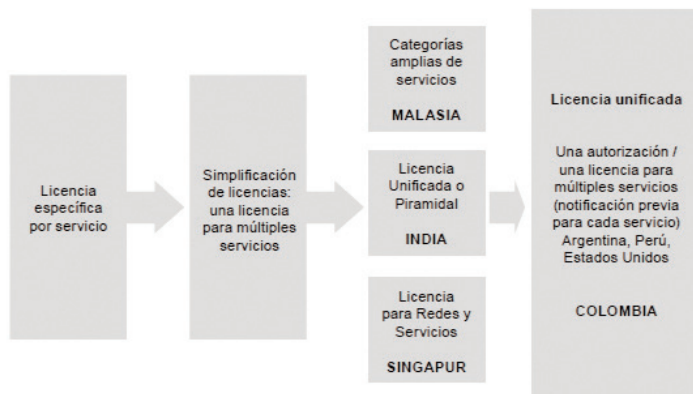 Licencia
específica
por servicio
Simplificación
de licencias:
una licencia
para múltiples
servicios
Categorías
amplias de
servicios
MALASIA
Licencia
Unificada o
Piramidal
INDIA
Licencia
para Redes y
Servicios
SINGAPUR
Licencia unificada
Una autorización /
una licencia para
múltiples servicios
(notificación previa
para cada servicio)
Argentina, Perú,
Estados Unidos
COLOMBIA